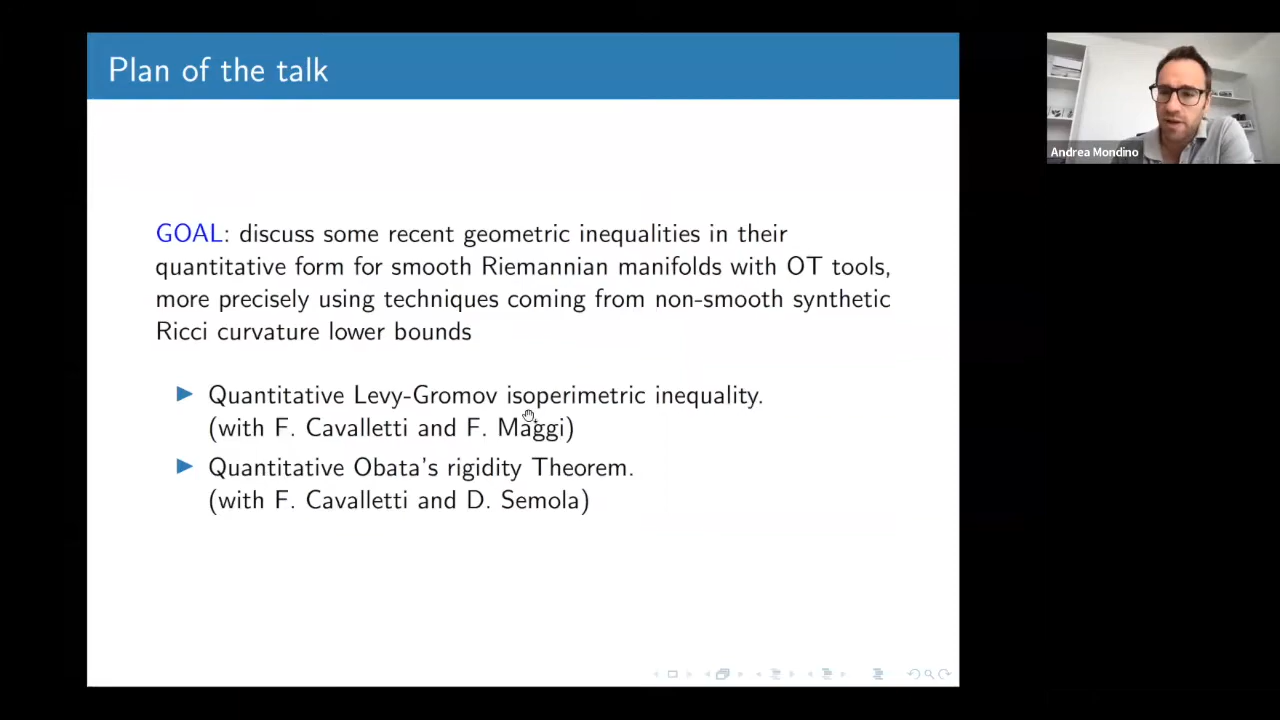 Plan of the talk
Andrea Mondino
GOAL: discuss some recent geometric inequalities in their
quantitative form for smooth Riemannian manifolds with OT tools,
more precisely using techniques coming from non-smooth synthetic
Ricci curvature lower bounds
Quantitative Levy-Gromov isoperimetric inequality.
(with F. Cavalletti and F. Maggi)
Quantitative Obata's rigidity Theorem.
(with F. Cavalletti and D. Semola)